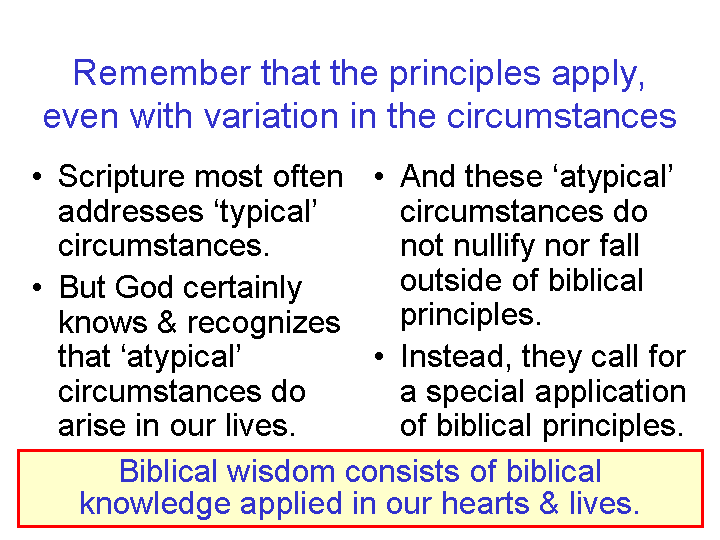 Remember that the principles apply,
even with variation in the circumstances
• Scripture most often
addresses ‘typical’
circumstances.
• But God certainly
knows & recognizes
that ‘atypical’
circumstances do
arise in our lives.
• And these ‘atypical’
circumstances do
not nullify nor fall
outside of biblical
principles.
• Instead, they call for
a special application
of biblical principles.
Biblical wisdom consists of biblical
knowledge applied in our hearts & lives.